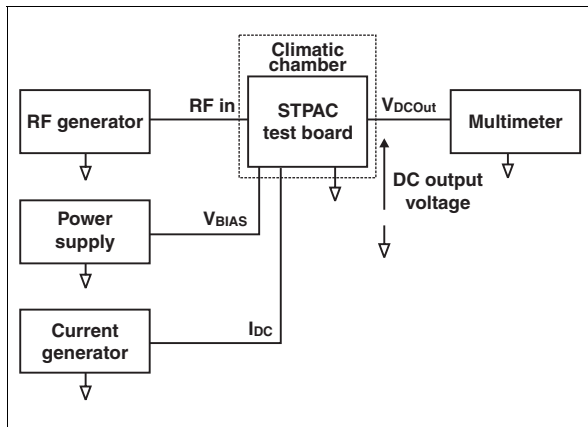 Climatic
chamber
RF generator
RF in
STPAC
test board
VDCOut
Multimeter
DC output
voltage
Power
supply
VBIAS
Current
generator
IDC